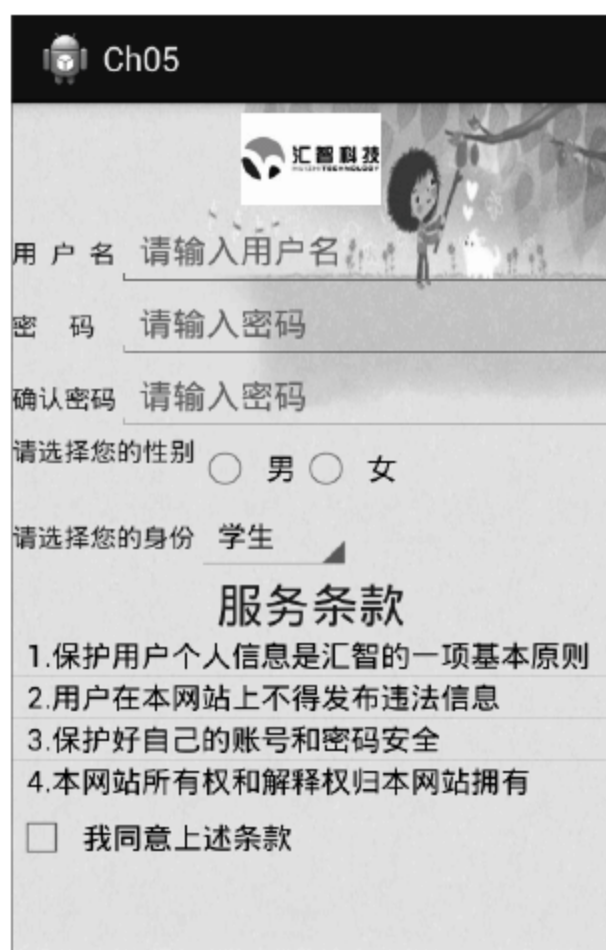 Ch05
汇智科技
用户名 请输入用户名
密 码 请输入密码
确认密码 请输入密码
请选择您的性别 男 女
请选择您的身份 学生
服务条款
1.保护用户个人信息是汇智的一项基本原则
2.用户在本网站上不得发布违法信息
3.保护好自己的账号和密码安全
4.本网站所有权和解释权归本网站拥有
我同意上述条款